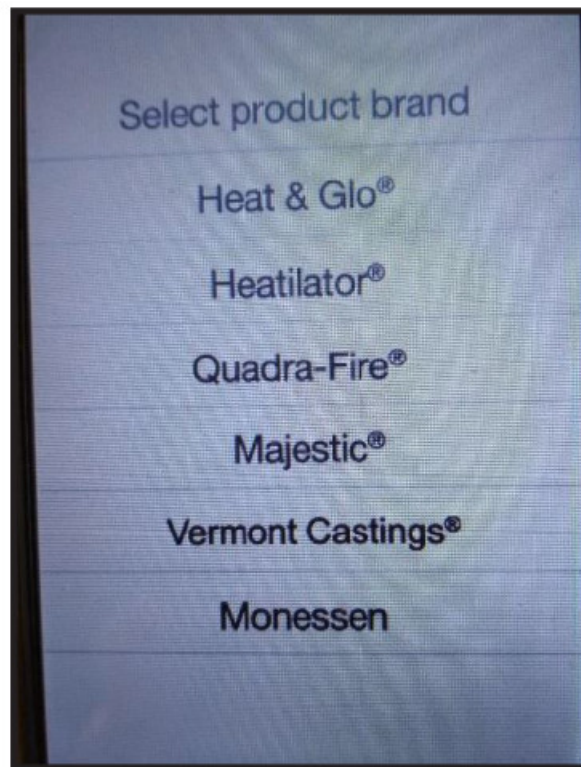 Select product brand
Heat & Glo®
Heatilator®
Quadra-Fire®
Majestic®
Vermont Castings®
Monessen